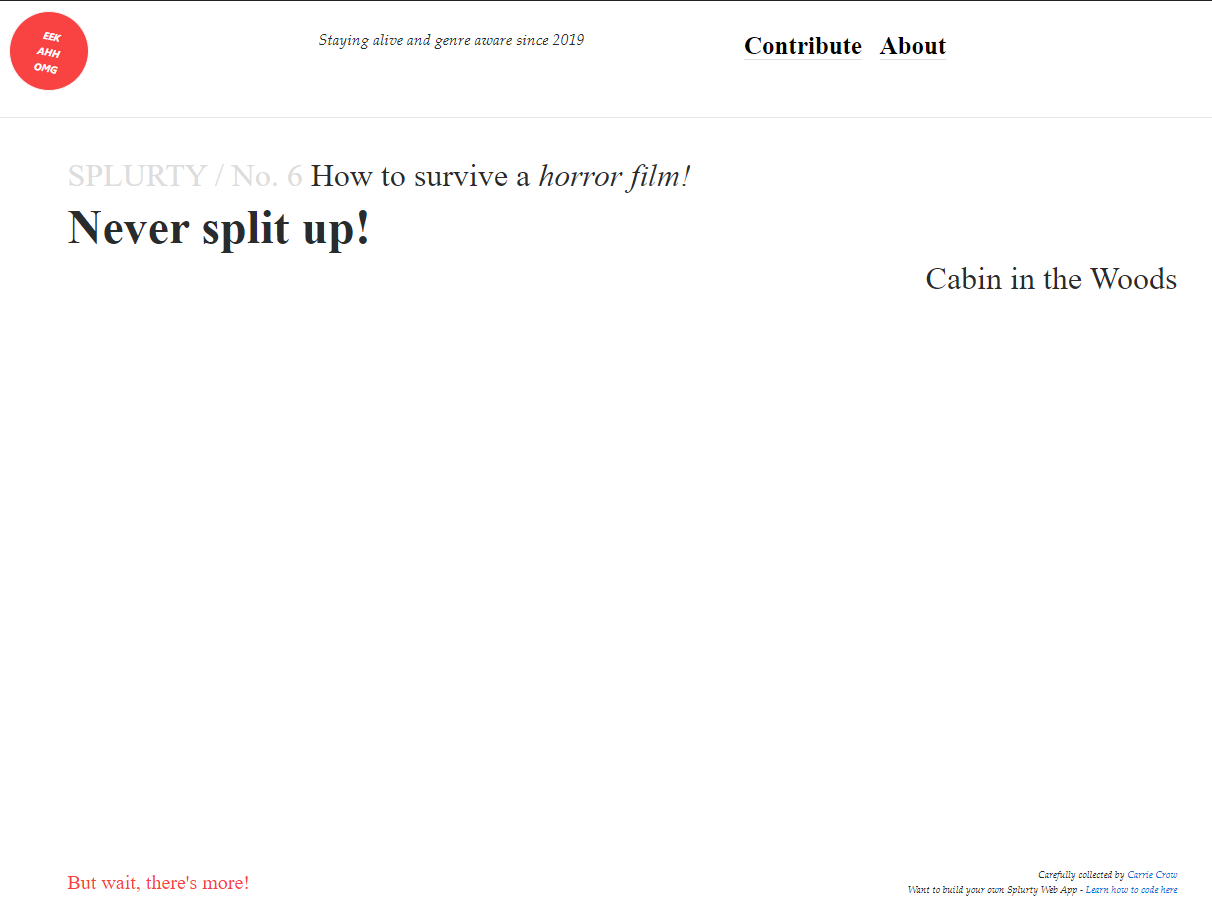 EEK
AHH
OMG
Staying alive and genre aware since 2019
Contribute About
SPLURTY / No. 6 How to survive a horror film!
Never split up!
Cabin in the Woods
But wait, there's more!
Carefully collected by Carrie Crow
Want to build your own Splurty Web App - Learn how to code here